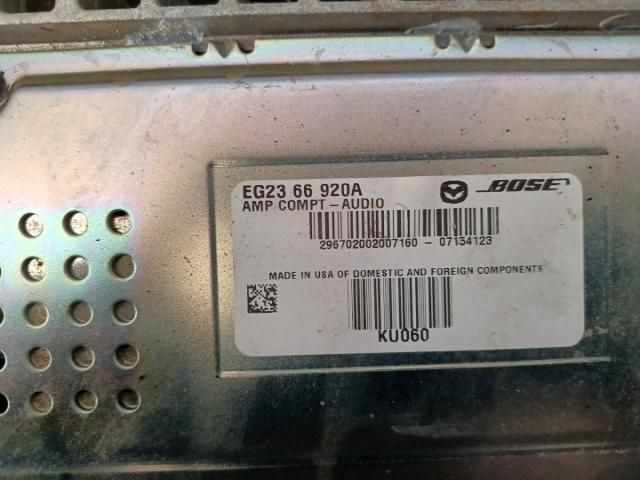 EG23 66 920A
BOSE
AMP COMPT-AUDIO
296702002007160 - 07134123
MADE IN USA OF DOMESTIC AND FOREIGN COMPONENTS
KU060